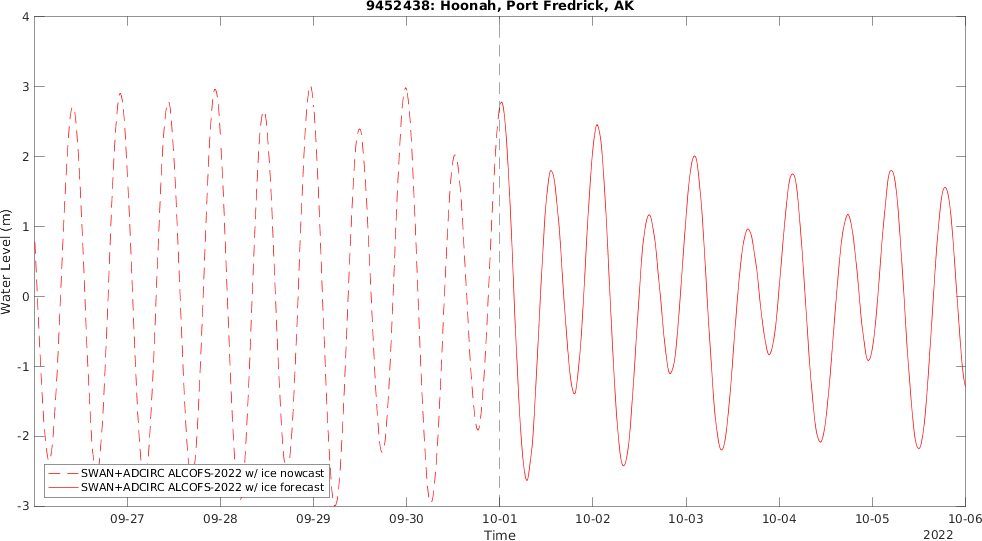 9452438: Hoonah, Port Fredrick, AK
4
3
2
1
0
-1
-2
-3
Water Level (m)
SWAN+ADCIRC ALCOFS-2022 w/ ice nowcast
SWAN+ADCIRC ALCOFS-2022 w/ ice forecast
09-27 09-28 09-29 09-30 10-01 10-02 10-03 10-04 10-05 10-06
Time
2022